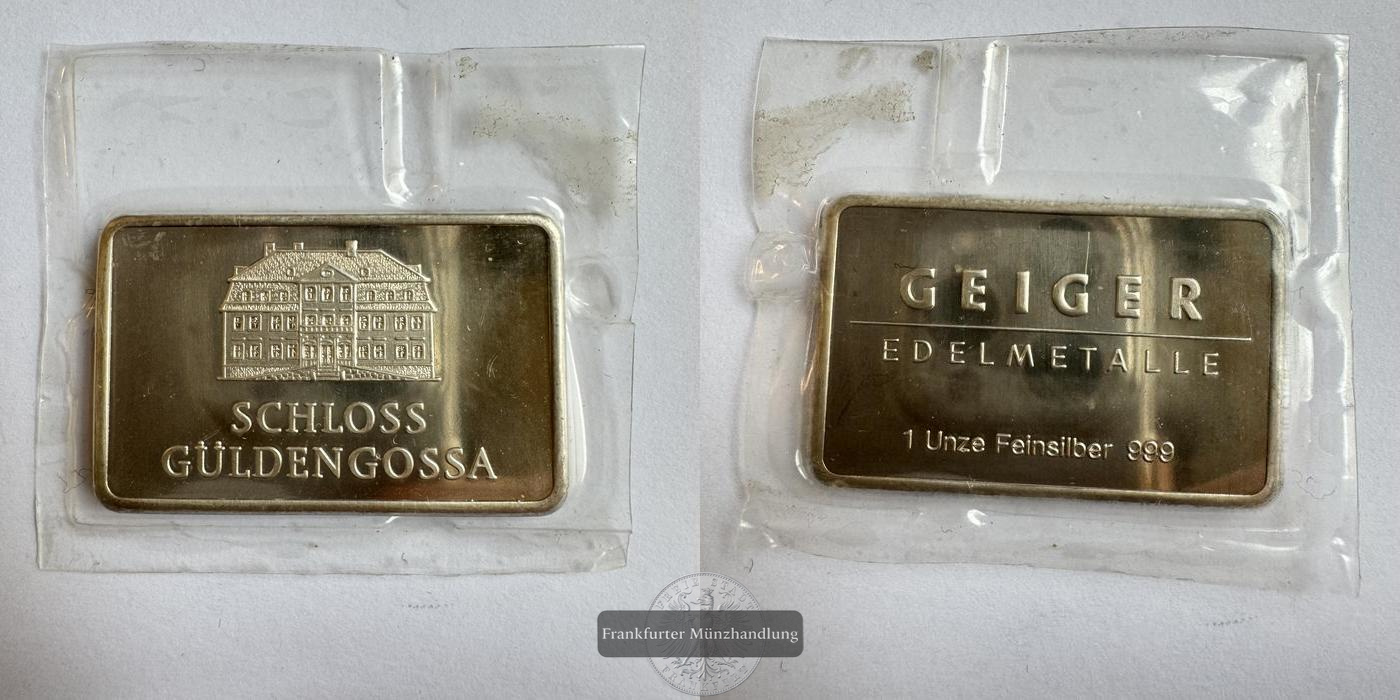 SCHLOSS
GÜLDENGOSSA
GEIGER
EDELMETALLE
1 Unze Feinsilber 999
Frankfurter Münzhandlung